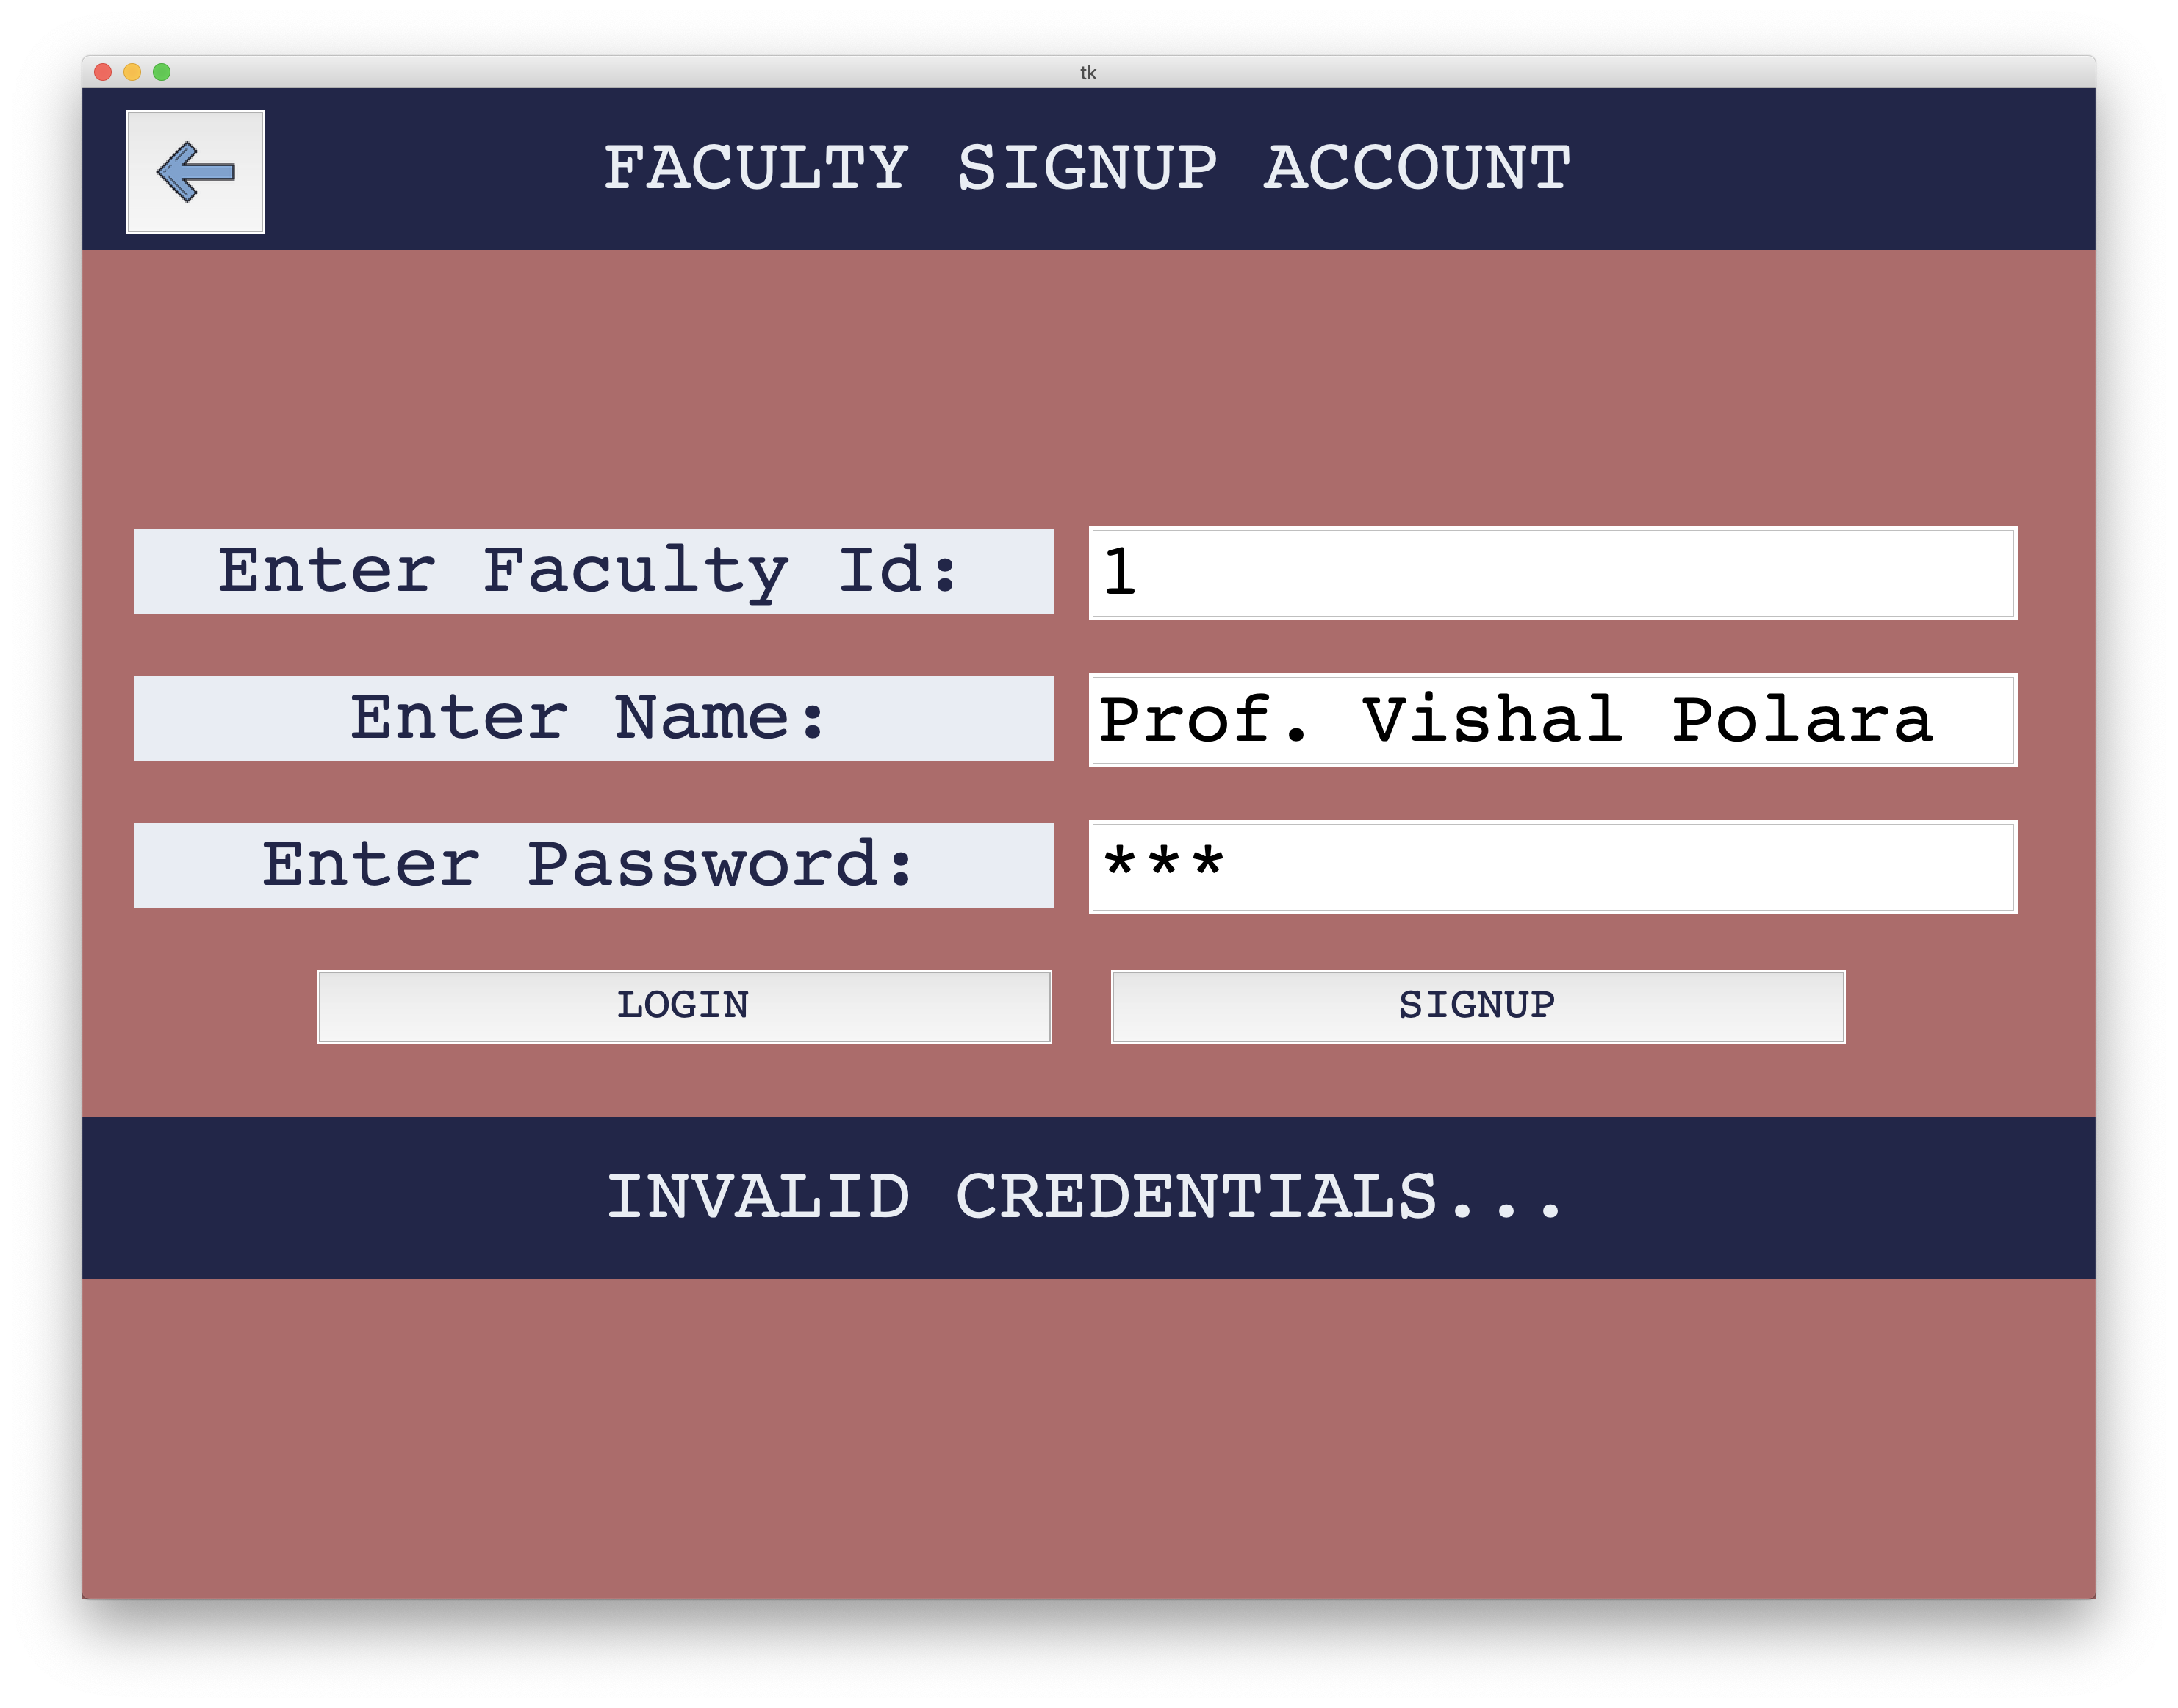 tk
FACULTY SIGNUP ACCOUNT
Enter Faculty Id: 1
Enter Name: Prof. Vishal Polara
Enter Password: ***
LOGIN SIGNUP
INVALID CREDENTIALS...